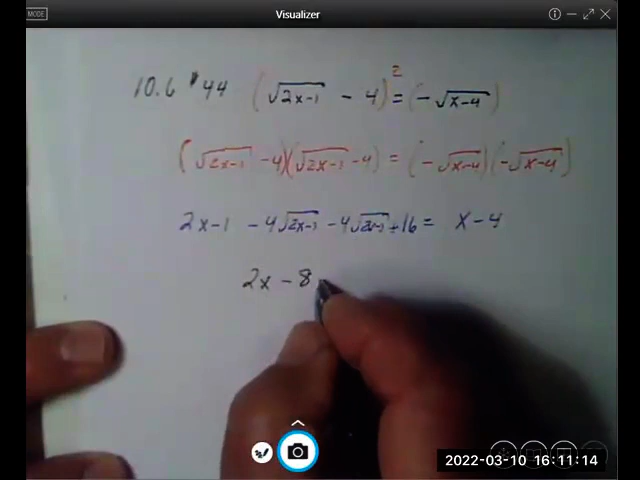 MODE
Visualizer
10.6 #44 (√(2x-1) - 4)² = (-√(x-4))
(√(2x-1) - 4)(√(2x-1) - 4) = (-√(x-4))(-√(x-4))
2x-1 - 4√(2x-1) - 4√(2x-1) + 16 = x-4
2x - 8
2022-03-10 16:11:14